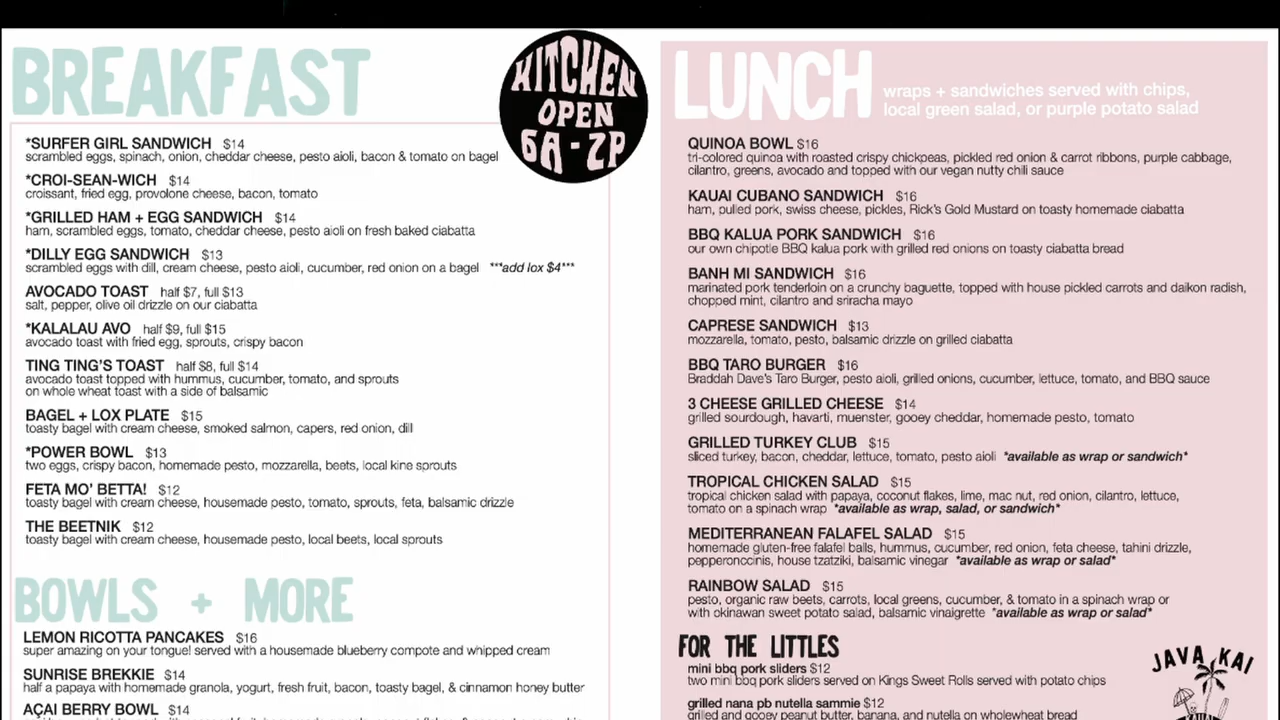 BREAKFAST
KITCHEN
OPEN
6A-2P
*SURFER GIRL SANDWICH $14
scrambled eggs, spinach, onion, cheddar cheese, pesto aioli, bacon & tomato on bagel
*CROI-SEAN-WICH $14
croissant, fried egg, provolone cheese, bacon, tomato
*GRILLED HAM + EGG SANDWICH $14
ham, scrambled eggs, tomato, cheddar cheese, pesto aioli on fresh baked ciabatta
*DILLY EGG SANDWICH $13
scrambled eggs with dill, cream cheese, pesto aioli, cucumber, red onion on a bagel ***add lox $4***
AVOCADO TOAST half $7, full $13
salt, pepper, olive oil drizzle on our ciabatta
*KALALAU AVO half $9, full $15
avocado toast with fried egg, sprouts, crispy bacon
TING TING'S TOAST half $8, full $14
avocado toast topped with hummus, cucumber, tomato, and sprouts
on whole wheat toast with a side of balsamic
BAGEL + LOX PLATE $15
toasty bagel with cream cheese, smoked salmon, capers, red onion, dill
*POWER BOWL $13
two eggs, crispy bacon, homemade pesto, mozzarella, beets, local kine sprouts
FETA MO' BETTA! $12
toasty bagel with cream cheese, housemade pesto, tomato, sprouts, feta, balsamic drizzle
THE BEETNIK $12
toasty bagel with cream cheese, housemade pesto, local beets, local sprouts
BOWLS + MORE
LEMON RICOTTA PANCAKES $16
super amazing on your tongue! served with a housemade blueberry compote and whipped cream
SUNRISE BREKKIE $14
half a papaya with homemade granola, yogurt, fresh fruit, bacon, toasty bagel, & cinnamon honey butter
AÇAI BERRY BOWL $14
LUNCH
wraps + sandwiches served with chips,
local green salad, or purple potato salad
QUINOA BOWL $16
tri-colored quinoa with roasted crispy chickpeas, pickled red onion & carrot ribbons, purple cabbage,
cilantro, greens, avocado and topped with our vegan nutty chili sauce
KAUAI CUBANO SANDWICH $16
ham, pulled pork, swiss cheese, pickles, Rick's Gold Mustard on toasty homemade ciabatta
BBQ KALUA PORK SANDWICH $16
our own chipotle BBQ kalua pork with grilled red onions on toasty ciabatta bread
BANH MI SANDWICH $16
marinated pork tenderloin on a crunchy baguette, topped with house pickled carrots and daikon radish,
chopped mint, cilantro and sriracha mayo
CAPRESE SANDWICH $13
mozzarella, tomato, pesto, balsamic drizzle on grilled ciabatta
BBQ TARO BURGER $16
Braddah Dave's Taro Burger, pesto aioli, grilled onions, cucumber, lettuce, tomato, and BBQ sauce
3 CHEESE GRILLED CHEESE $14
grilled sourdough, havarti, muenster, gooey cheddar, homemade pesto, tomato
GRILLED TURKEY CLUB $15
sliced turkey, bacon, cheddar, lettuce, tomato, pesto aioli *available as wrap or sandwich*
TROPICAL CHICKEN SALAD $15
tropical chicken salad with papaya, coconut flakes, lime, mac nut, red onion, cilantro, lettuce,
tomato on a spinach wrap *available as wrap, salad, or sandwich*
MEDITERRANEAN FALAFEL SALAD $15
homemade gluten-free falafel balls, hummus, cucumber, red onion, feta cheese, tahini drizzle,
pepperonccinis, house tzatziki, balsamic vinegar *available as wrap or salad*
RAINBOW SALAD $15
pesto, organic raw beets, carrots, local greens, cucumber, & tomato in a spinach wrap or
with okinawan sweet potato salad, balsamic vinaigrette *available as wrap or salad*
FOR THE LITTLES
mini bbq pork sliders $12
two mini bbq pork sliders served on Kings Sweet Rolls served with potato chips
grilled nana pb nutella sammie $12
grilled and gooey peanut butter, banana, and nutella on wholewheat bread
JAVA KAI